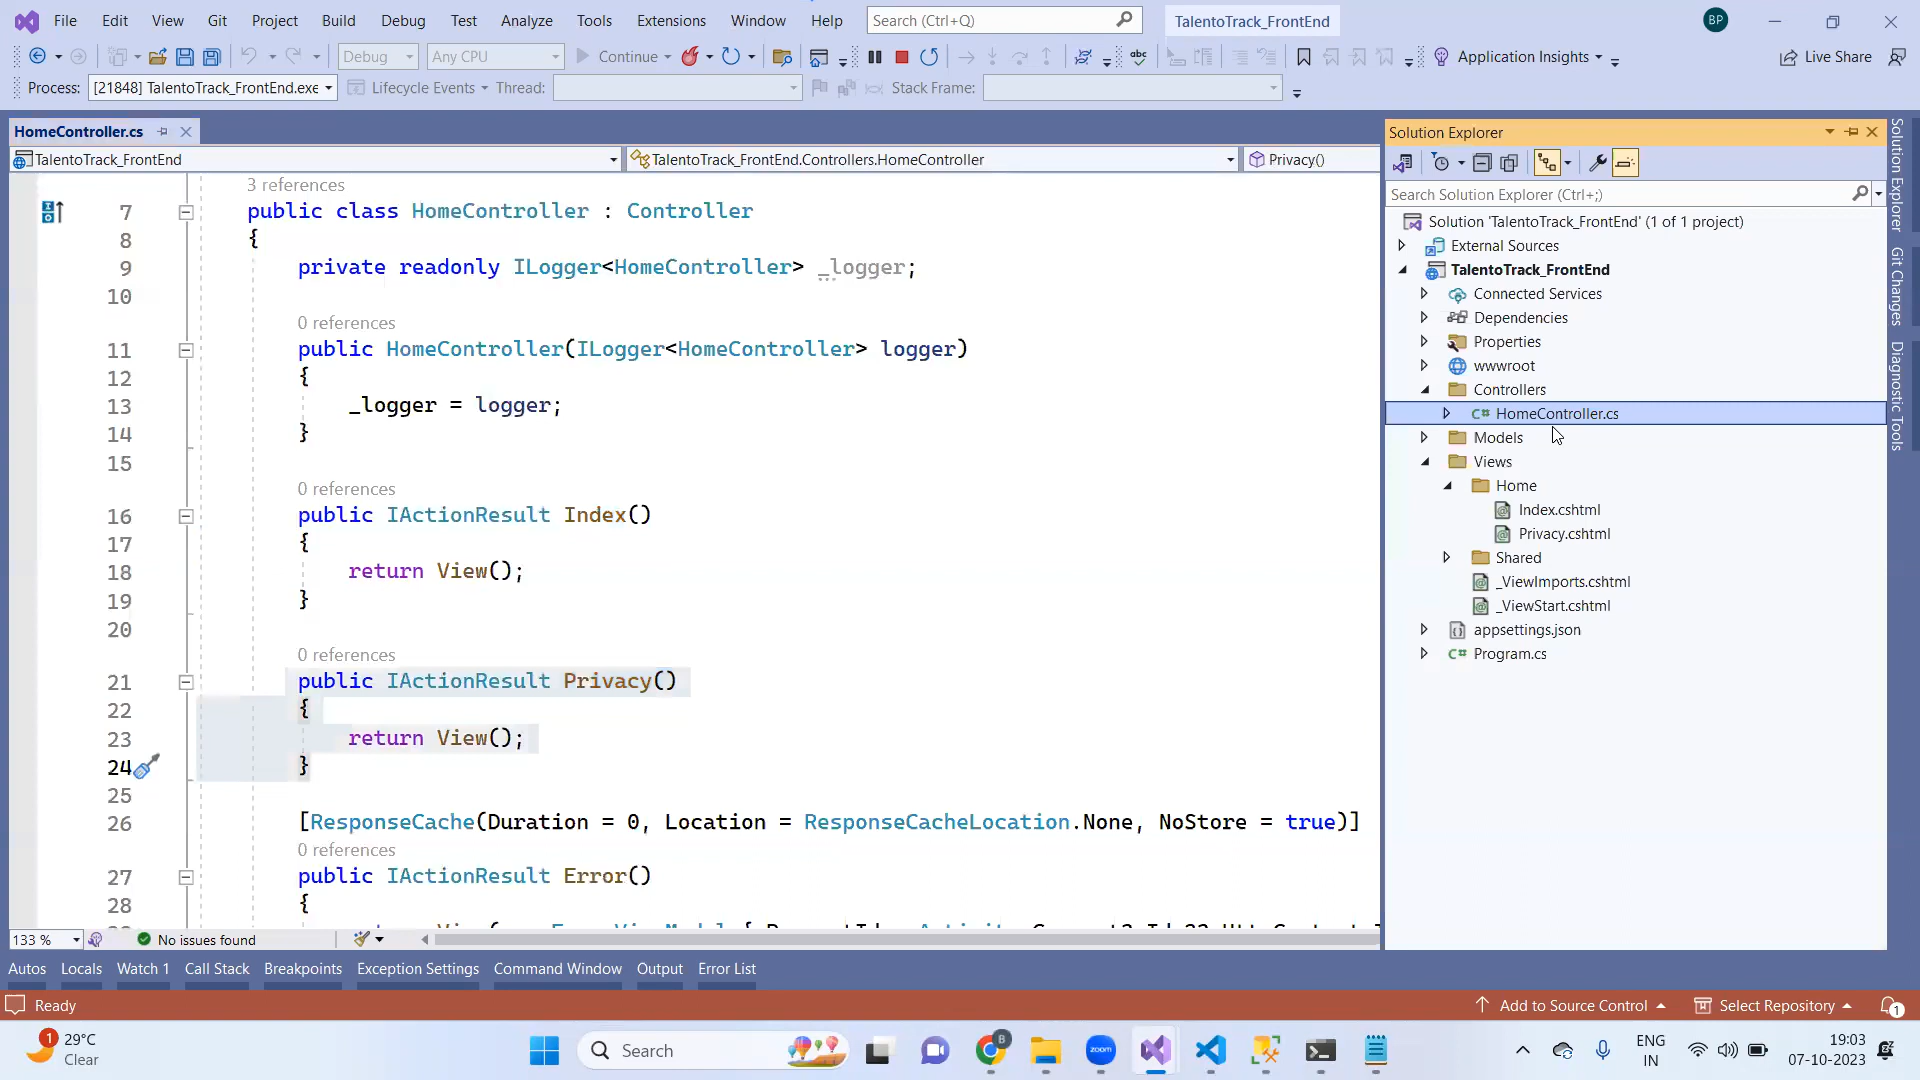 File Edit View Git Project Build Debug Test Analyze Tools Extensions Window Help Search (Ctrl+Q) TalentoTrack_FrontEnd BP
Debug Any CPU Continue Application Insights Live Share
Process: [21848] TalentoTrack_FrontEnd.exe Lifecycle Events Thread: Stack Frame:
HomeController.cs
TalentoTrack_FrontEnd TalentoTrack_FrontEnd.Controllers.HomeController Privacy()
3 references
7 public class HomeController : Controller
8 {
9 private readonly ILogger<HomeController> _logger;
10
0 references
11 public HomeController(ILogger<HomeController> logger)
12 {
13 _logger = logger;
14 }
15
0 references
16 public IActionResult Index()
17 {
18 return View();
19 }
20
0 references
21 public IActionResult Privacy()
22 {
23 return View();
24 }
25
26 [ResponseCache(Duration = 0, Location = ResponseCacheLocation.None, NoStore = true)]
0 references
27 public IActionResult Error()
28 {
133 % No issues found
Solution Explorer
Search Solution Explorer (Ctrl+;)
Solution 'TalentoTrack_FrontEnd' (1 of 1 project)
External Sources
TalentoTrack_FrontEnd
Connected Services
Dependencies
Properties
wwwroot
Controllers
C# HomeController.cs
Models
Views
Home
Index.cshtml
Privacy.cshtml
Shared
_ViewImports.cshtml
_ViewStart.cshtml
appsettings.json
C# Program.cs
Solution Explorer
Git Changes
Diagnostic Tools
Autos Locals Watch 1 Call Stack Breakpoints Exception Settings Command Window Output Error List
Ready Add to Source Control Select Repository 1
1 29°C
Clear
Search
B
zoom
ENG
IN
19:03
07-10-2023